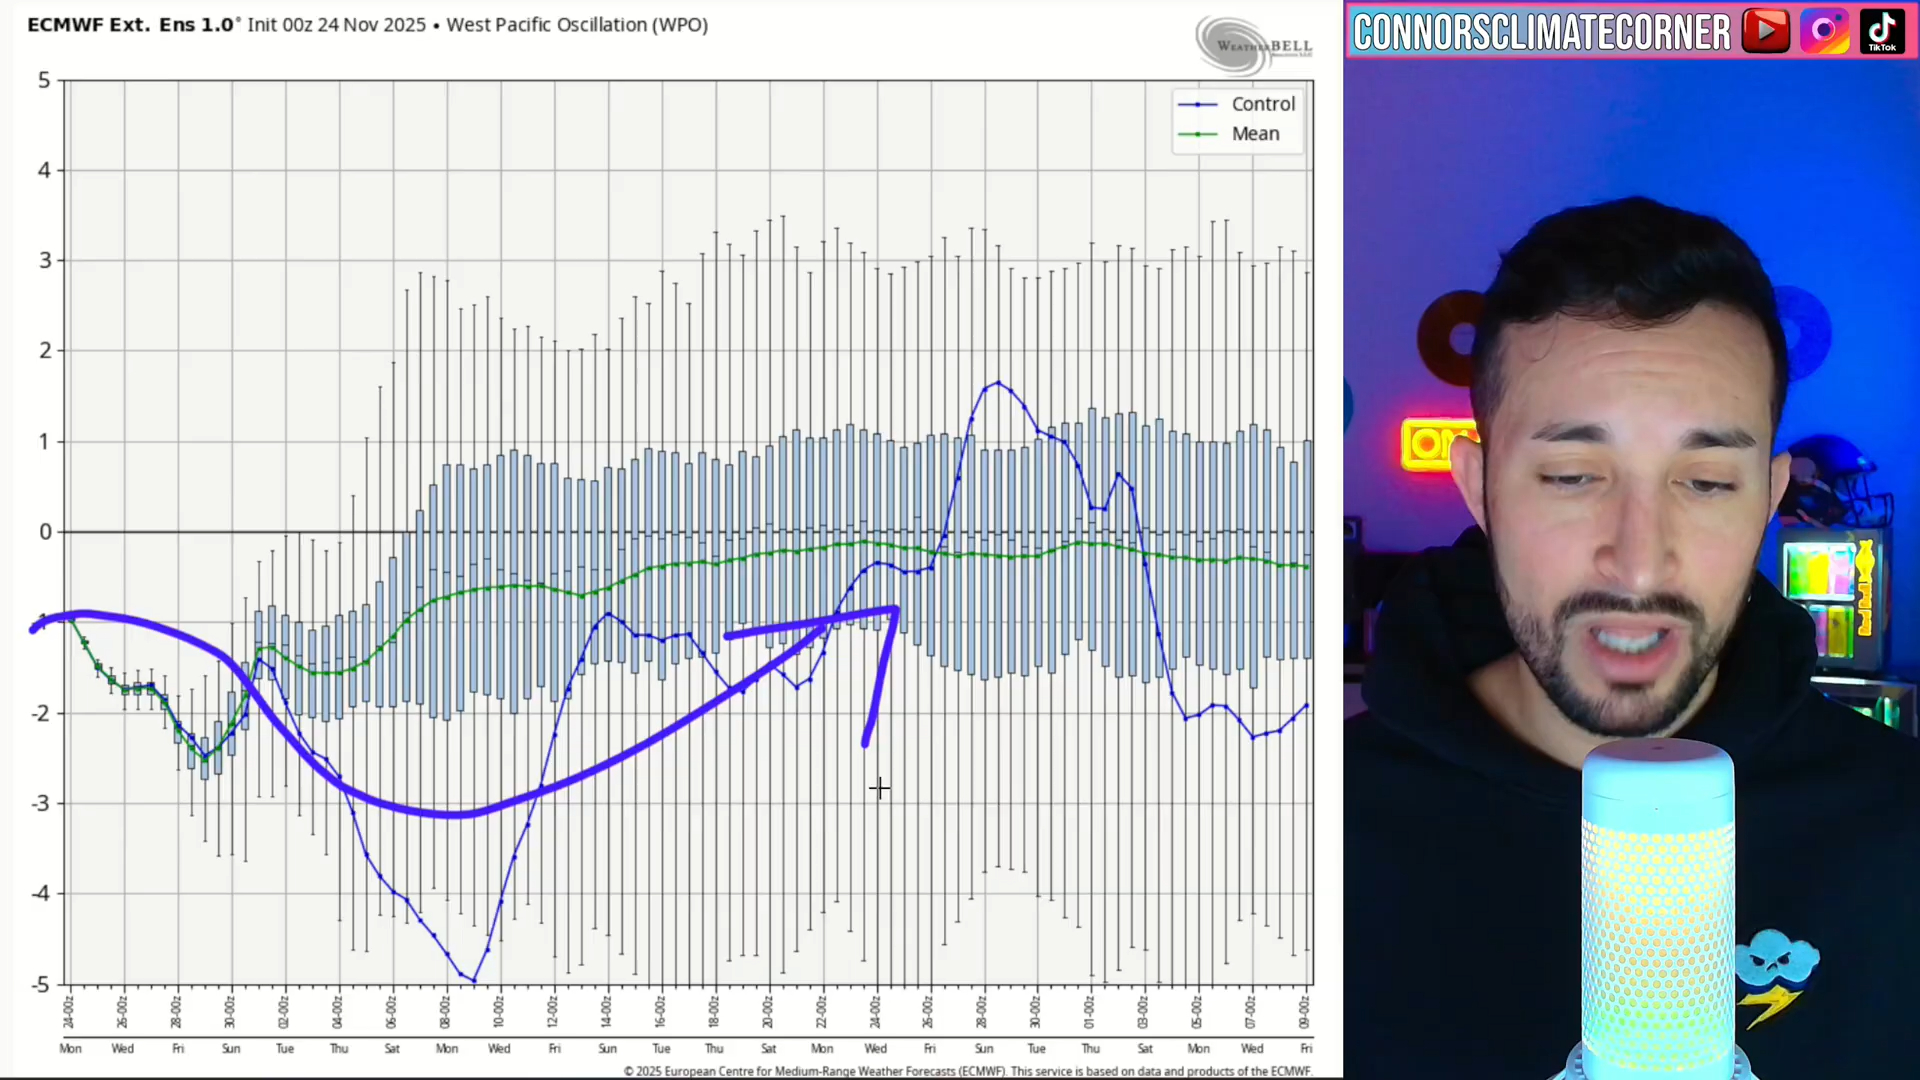 ECMWF Ext. Ens 1.0° Init 00z 24 Nov 2025 • West Pacific Oscillation (WPO)
WEATHERBELL
CONNORSCLIMATECORNER
TikTok
Control
Mean
5
4
3
2
1
0
-2
-3
-4
-5
24-00z 26-00z 28-00z 30-00z 02-00z 04-00z 06-00z 08-00z 10-00z 12-00z 14-00z 16-00z 18-00z 20-00z 22-00z 24-00z 26-00z 28-00z 30-00z 01-00z 03-00z 05-00z 07-00z 09-00z
Mon Wed Fri Sun Tue Thu Sat Mon Wed Fri Sun Tue Thu Sat Mon Wed Fri Sun Tue Thu Sat Mon Wed Fri
© 2025 European Centre for Medium-Range Weather Forecasts (ECMWF). This service is based on data and products of the ECMWF.
ON
Red Bull